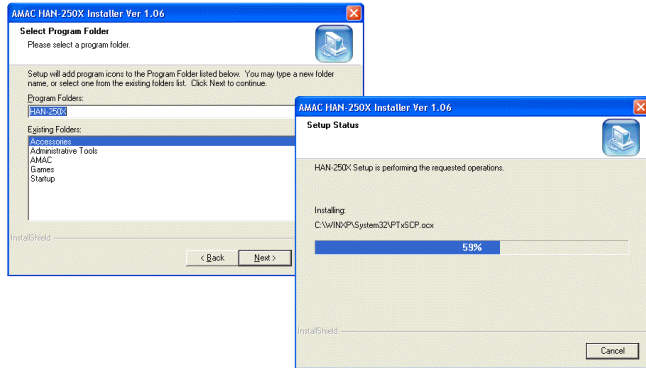 AMAC HAN-250X Installer Ver 1.06
Select Program Folder
Please select a program folder.
Setup will add program icons to the Program Folder listed below. You may type a new folder
name, or select one from the existing folders list. Click Next to continue.
Program Folders:
HAN-250X
Existing Folders:
Accessories
Administrative Tools
AMAC
Games
Startup
InstallShield
< Back
Next >
AMAC HAN-250X Installer Ver 1.06
Setup Status
HAN-250X Setup is performing the requested operations.
Installing:
C:\WINXP\System32\PTxSCP.ocx
59%
InstallShield
Cancel